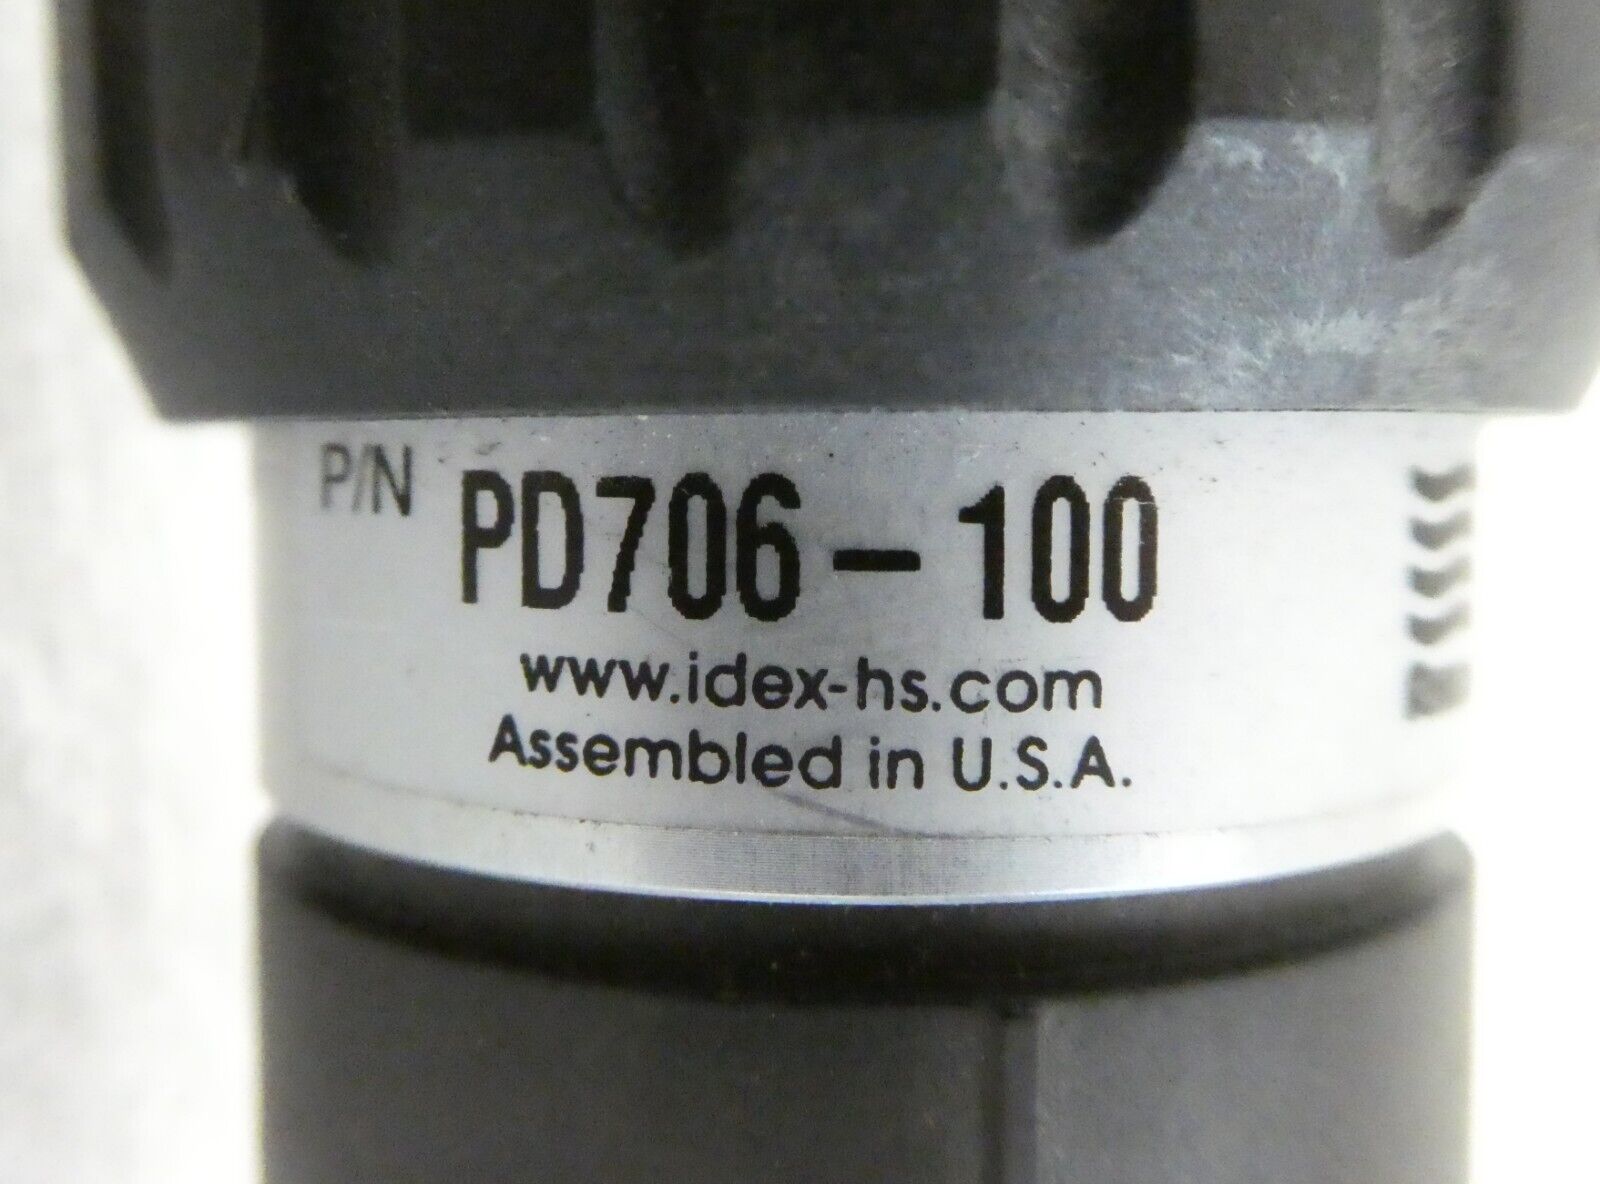 P/N PD706-100
www.idex-hs.com
Assembled in U.S.A.